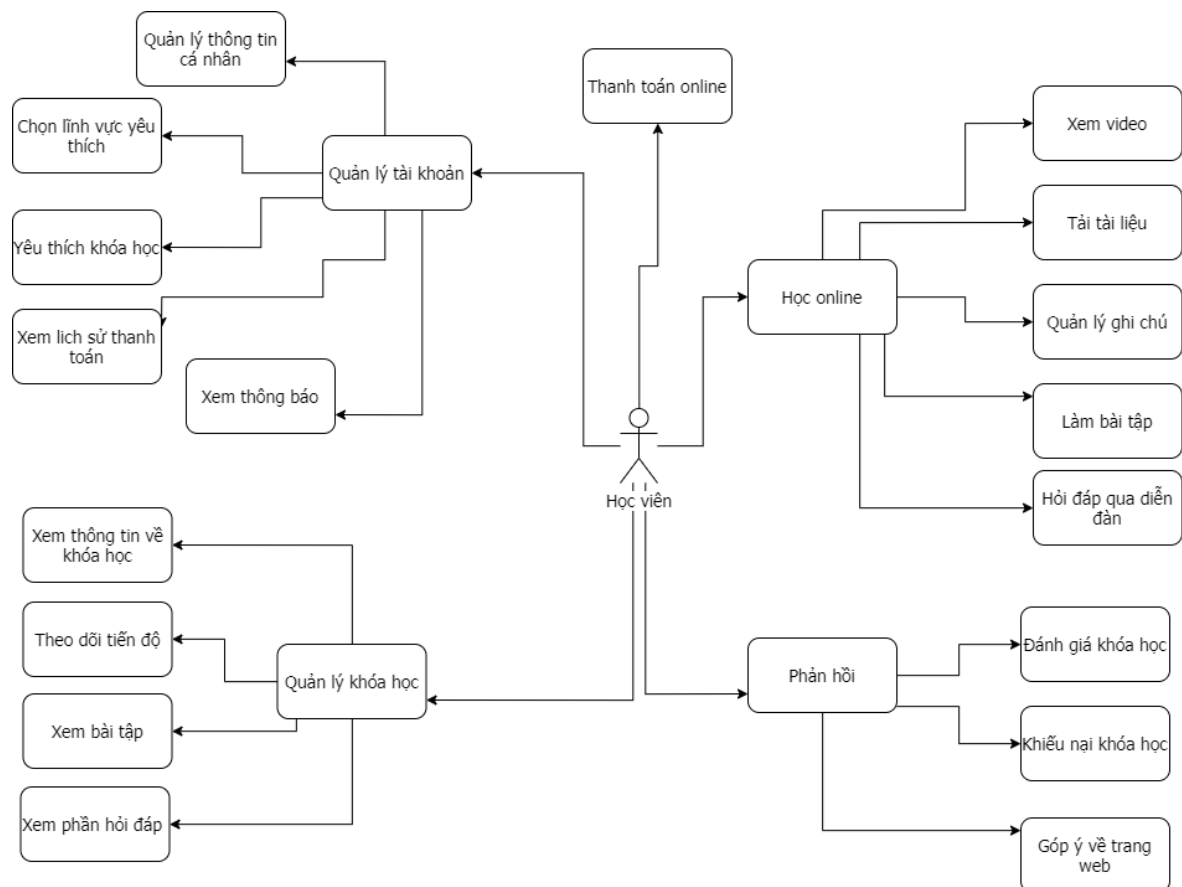 Quản lý thông tin
cá nhân
Chọn lĩnh vực yêu
thích
Quản lý tài khoản
Yêu thích khóa học
Xem lich sử thanh
toán
Xem thông báo
Thanh toán online
Xem video
Tải tài liệu
Học online
Quản lý ghi chú
Làm bài tập
Hỏi đáp qua diễn
đàn
Học viên
Xem thông tin về
khóa học
Theo dõi tiến độ
Quản lý khóa học
Xem bài tập
Xem phần hỏi đáp
Phản hồi
Đánh giá khóa học
Khiếu nại khóa học
Góp ý về trang
web